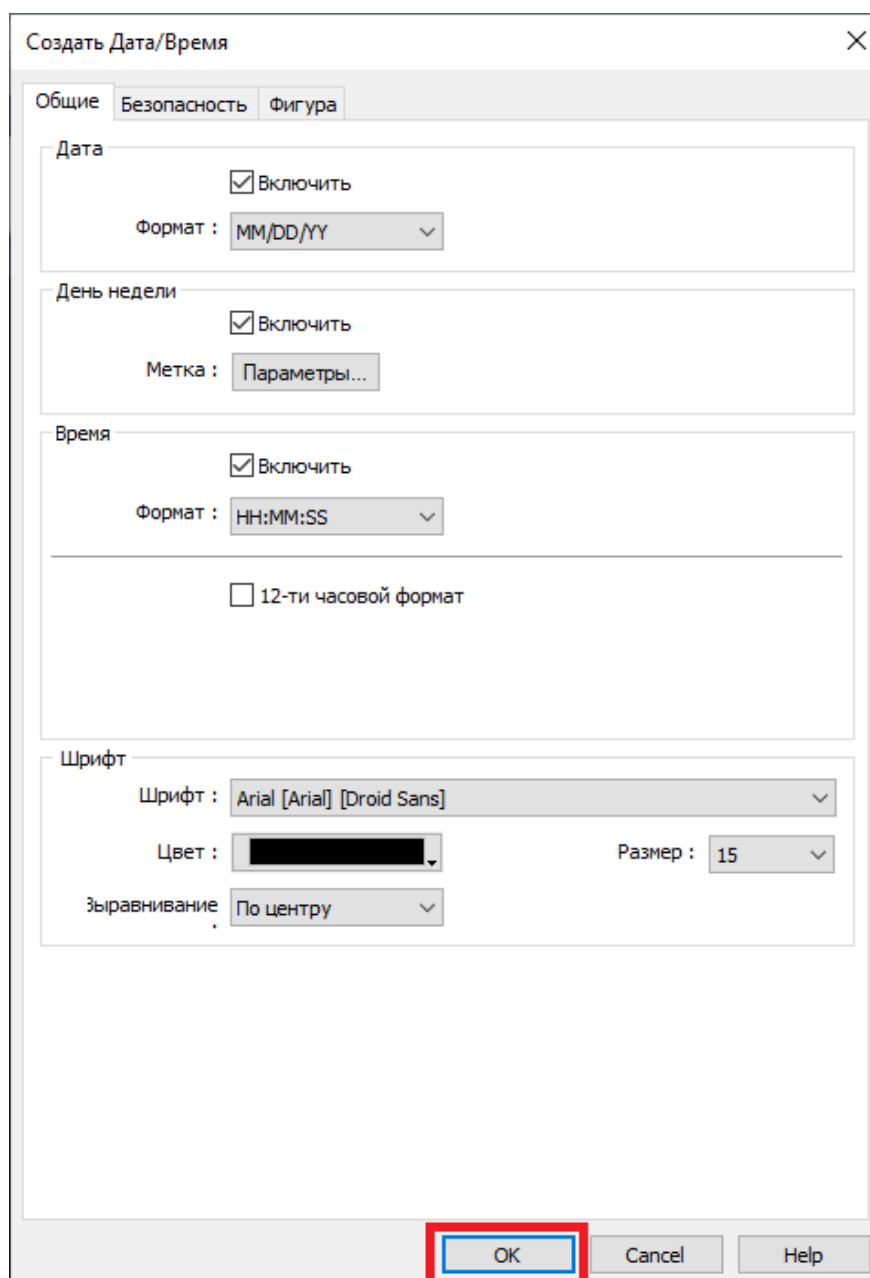 Создать Дата/Время
Общие Безопасность Фигура
Дата
Включить
Формат : MM/DD/YY
День недели
Включить
Метка : Параметры...
Время
Включить
Формат : HH:MM:SS
12-ти часовой формат
Шрифт
Шрифт : Arial [Arial] [Droid Sans]
Цвет : Размер : 15
Выравнивание : По центру
OK Cancel Help